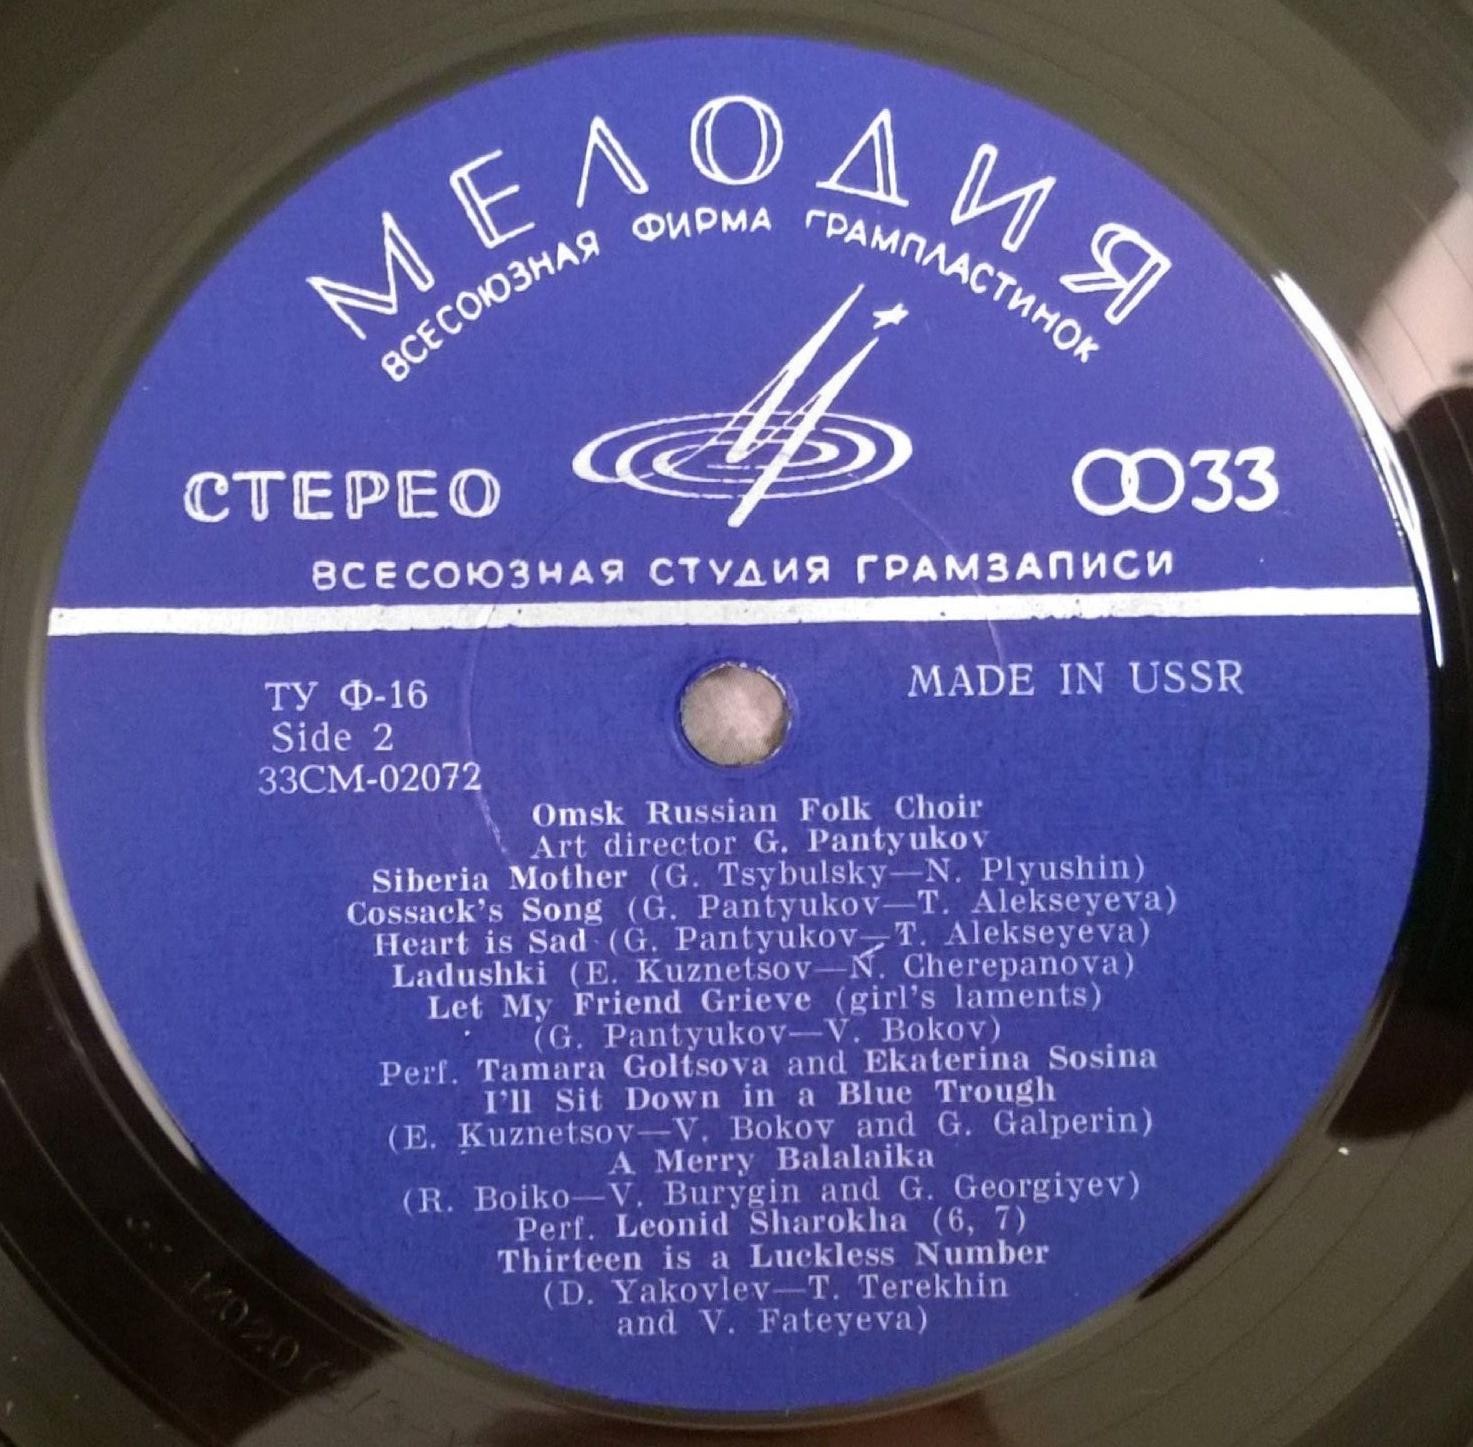 МЕЛОДИЯ
ВСЕСОЮЗНАЯ ФИРМА ГРАМПЛАСТИНОК
СТЕРЕО
33
ВСЕСОЮЗНАЯ СТУДИЯ ГРАМЗАПИСИ
ТУ Ф-16
MADE IN USSR
Side 2
33СМ-02072
Omsk Russian Folk Choir
Art director G. Pantyukov
Siberia Mother (G. Tsybulsky—N. Plyushin)
Cossack's Song (G. Pantyukov—T. Alekseyeva)
Heart is Sad (G. Pantyukov—T. Alekseyeva)
Ladushki (E. Kuznetsov—N. Cherepanova)
Let My Friend Grieve (girl's laments)
(G. Pantyukov—V. Bokov)
Perf. Tamara Goltsova and Ekaterina Sosina
I'll Sit Down in a Blue Trough
(E. Kuznetsov—V. Bokov and G. Galperin)
A Merry Balalaika
(R. Boiko—V. Burygin and G. Georgiyev)
Perf. Leonid Sharokha (6, 7)
Thirteen is a Luckless Number
(D. Yakovlev—T. Terekhin
and V. Fateyeva)